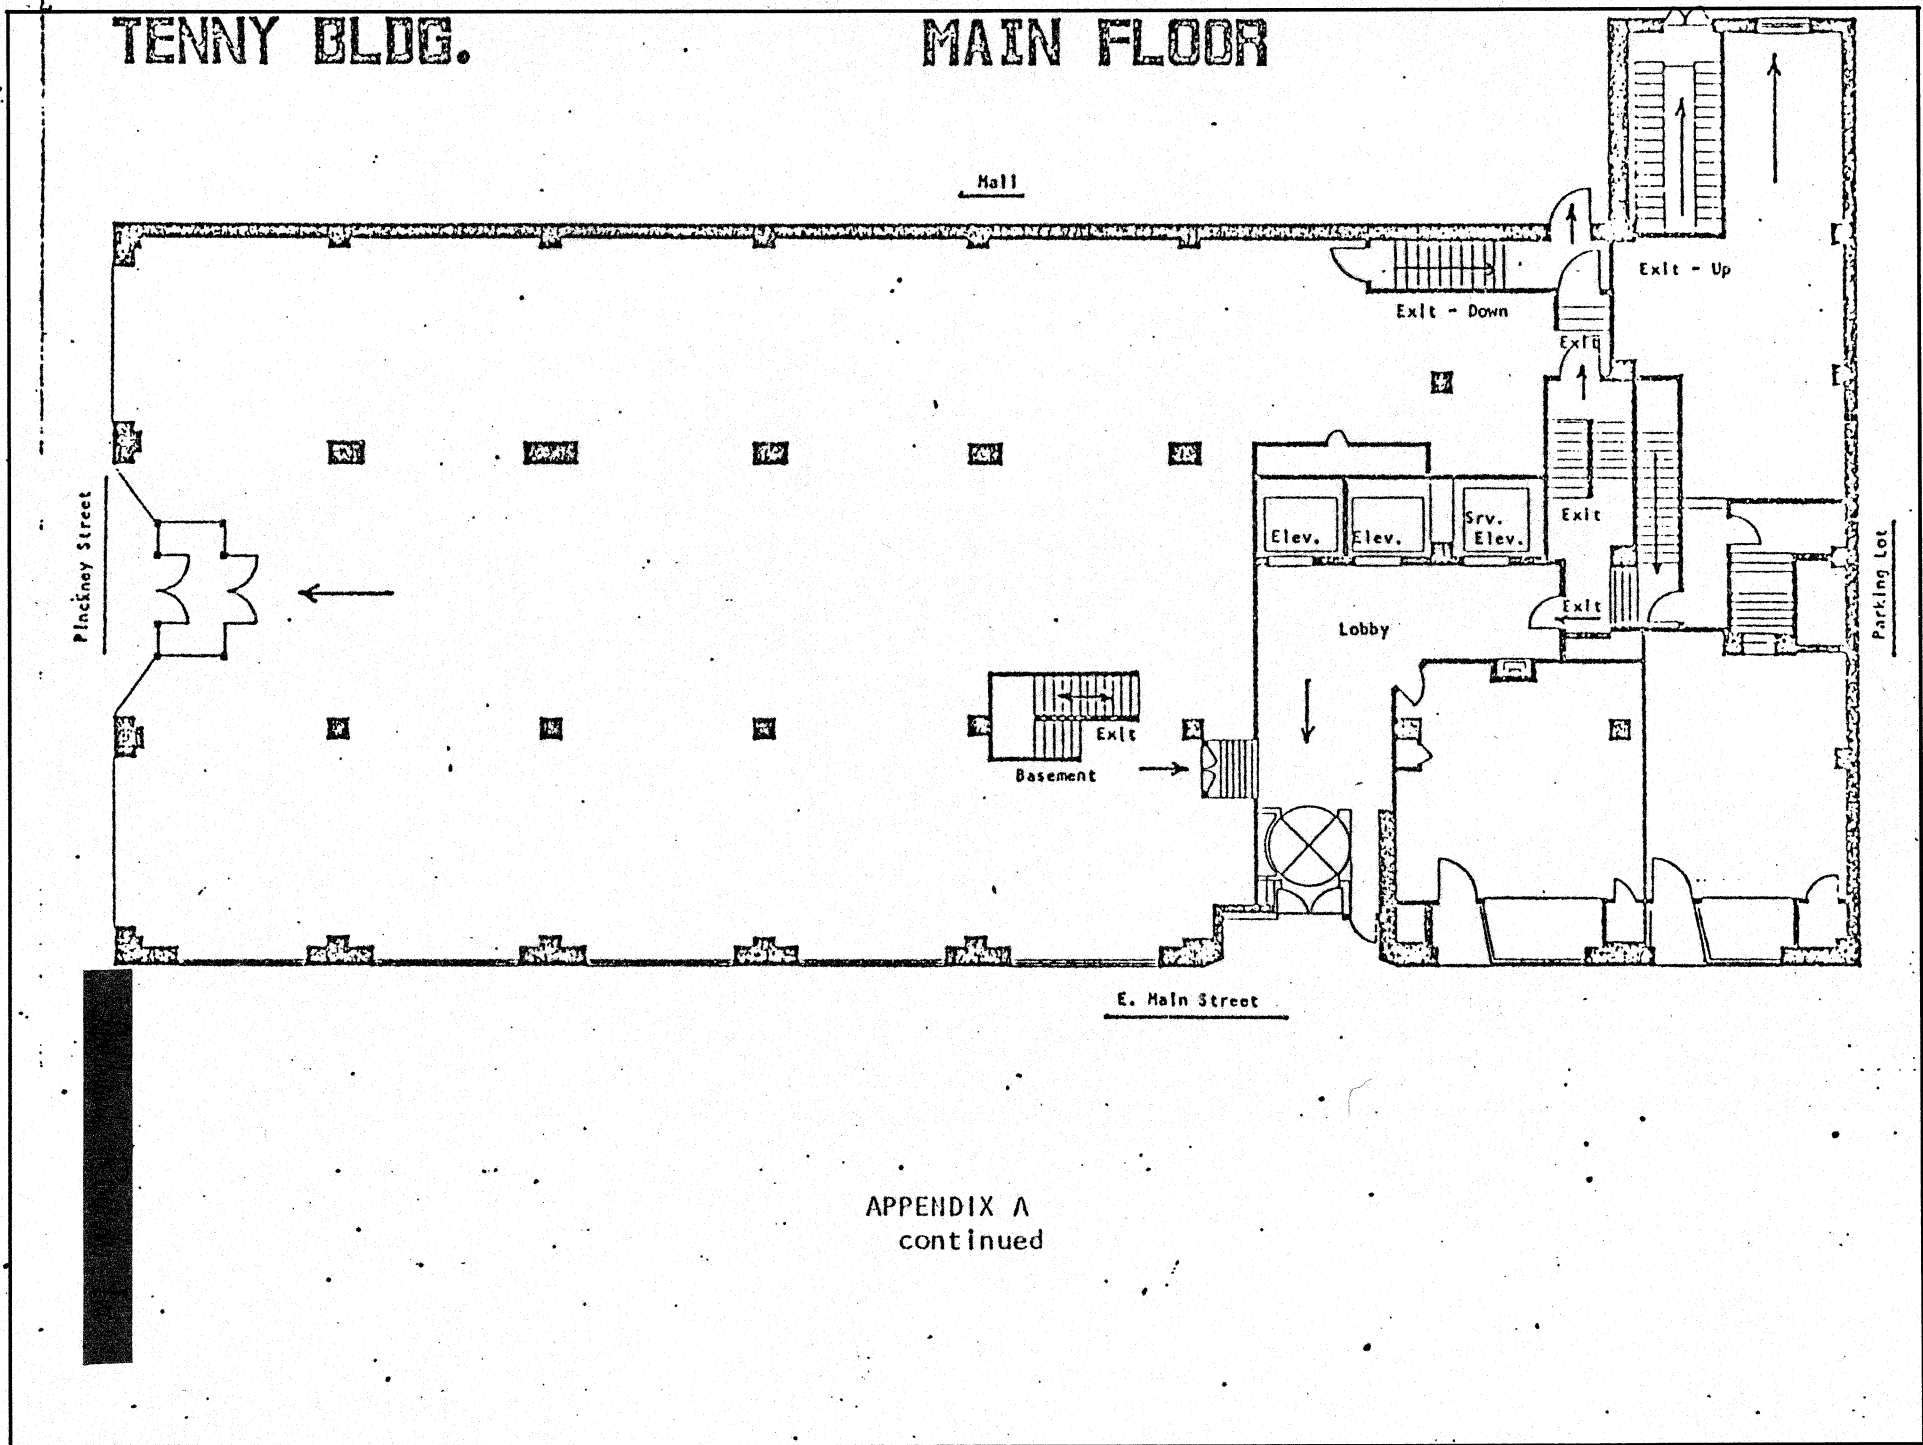 TENNY BLDG.
MAIN FLOOR
Mall
Exit - Up
Exit - Down
Exit
Pinckney Street
Elev.
Elev.
Srv.
Elev.
Exit
Parking Lot
Exit
Lobby
Exit
Basement
E. Main Street
APPENDIX A
continued